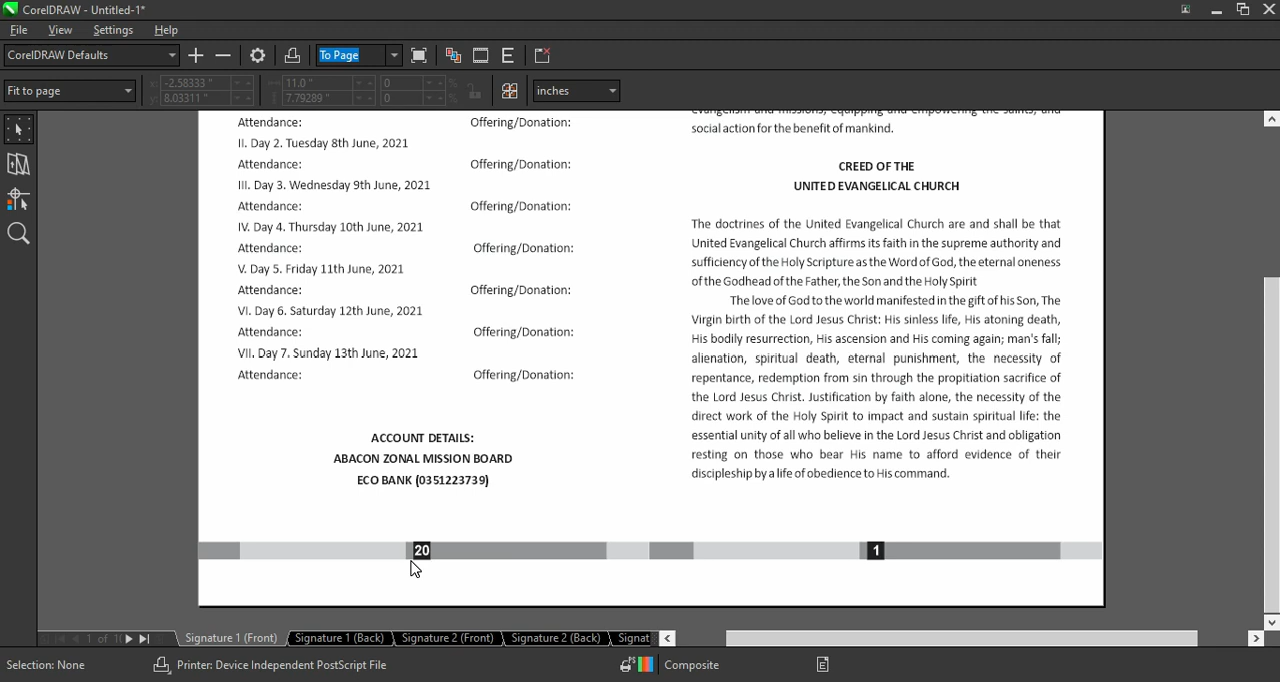 CorelDRAW - Untitled-1*
File View Settings Help
CorelDRAW Defaults To Page
Fit to page x: -2.58333 " y: 8.03311 " 11.0 " 7.79289 " 0 % 0 % inches
Attendance: Offering/Donation:
II. Day 2. Tuesday 8th June, 2021
Attendance: Offering/Donation:
III. Day 3. Wednesday 9th June, 2021
Attendance: Offering/Donation:
IV. Day 4. Thursday 10th June, 2021
Attendance: Offering/Donation:
V. Day 5. Friday 11th June, 2021
Attendance: Offering/Donation:
VI. Day 6. Saturday 12th June, 2021
Attendance: Offering/Donation:
VII. Day 7. Sunday 13th June, 2021
Attendance: Offering/Donation:
ACCOUNT DETAILS:
ABACON ZONAL MISSION BOARD
ECO BANK (0351223739)
20
evangelism and missions, equipping and empowering the saints, and
social action for the benefit of mankind.
CREED OF THE
UNITED EVANGELICAL CHURCH
The doctrines of the United Evangelical Church are and shall be that
United Evangelical Church affirms its faith in the supreme authority and
sufficiency of the Holy Scripture as the Word of God, the eternal oneness
of the Godhead of the Father, the Son and the Holy Spirit
The love of God to the world manifested in the gift of his Son, The
Virgin birth of the Lord Jesus Christ: His sinless life, His atoning death,
His bodily resurrection, His ascension and His coming again; man's fall;
alienation, spiritual death, eternal punishment, the necessity of
repentance, redemption from sin through the propitiation sacrifice of
the Lord Jesus Christ. Justification by faith alone, the necessity of the
direct work of the Holy Spirit to impact and sustain spiritual life: the
essential unity of all who believe in the Lord Jesus Christ and obligation
resting on those who bear His name to afford evidence of their
discipleship by a life of obedience to His command.
1
1 of 1 Signature 1 (Front) Signature 1 (Back) Signature 2 (Front) Signature 2 (Back) Signat
Selection: None Printer: Device Independent PostScript File Composite